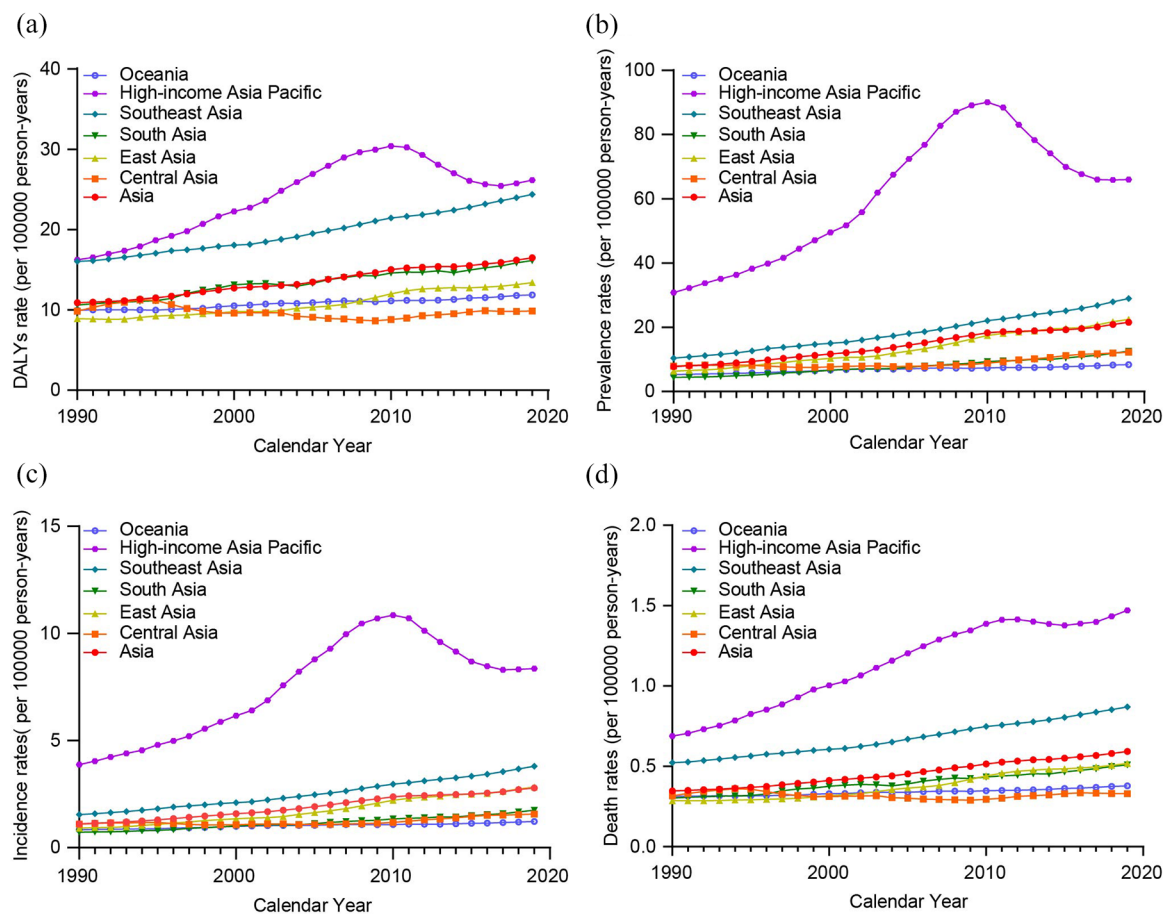 (a)
DALYs rate (per 100000 person-years)
40
30
20
10
0
Oceania
High-income Asia Pacific
Southeast Asia
South Asia
East Asia
Central Asia
Asia
1990
2000
2010
2020
Calendar Year
(b)
Prevalence rates (per 100000 person-years)
100
80
60
40
20
0
Oceania
High-income Asia Pacific
Southeast Asia
South Asia
East Asia
Central Asia
Asia
1990
2000
2010
2020
Calendar Year
(c)
Incidence rates( per 100000 person-years)
15
10
5
0
Oceania
High-income Asia Pacific
Southeast Asia
South Asia
East Asia
Central Asia
Asia
1990
2000
2010
2020
Calendar Year
(d)
Death rates (per 100000 person-years)
2.0
1.5
1.0
0.5
0.0
Oceania
High-income Asia Pacific
Southeast Asia
South Asia
East Asia
Central Asia
Asia
1990
2000
2010
2020
Calendar Year